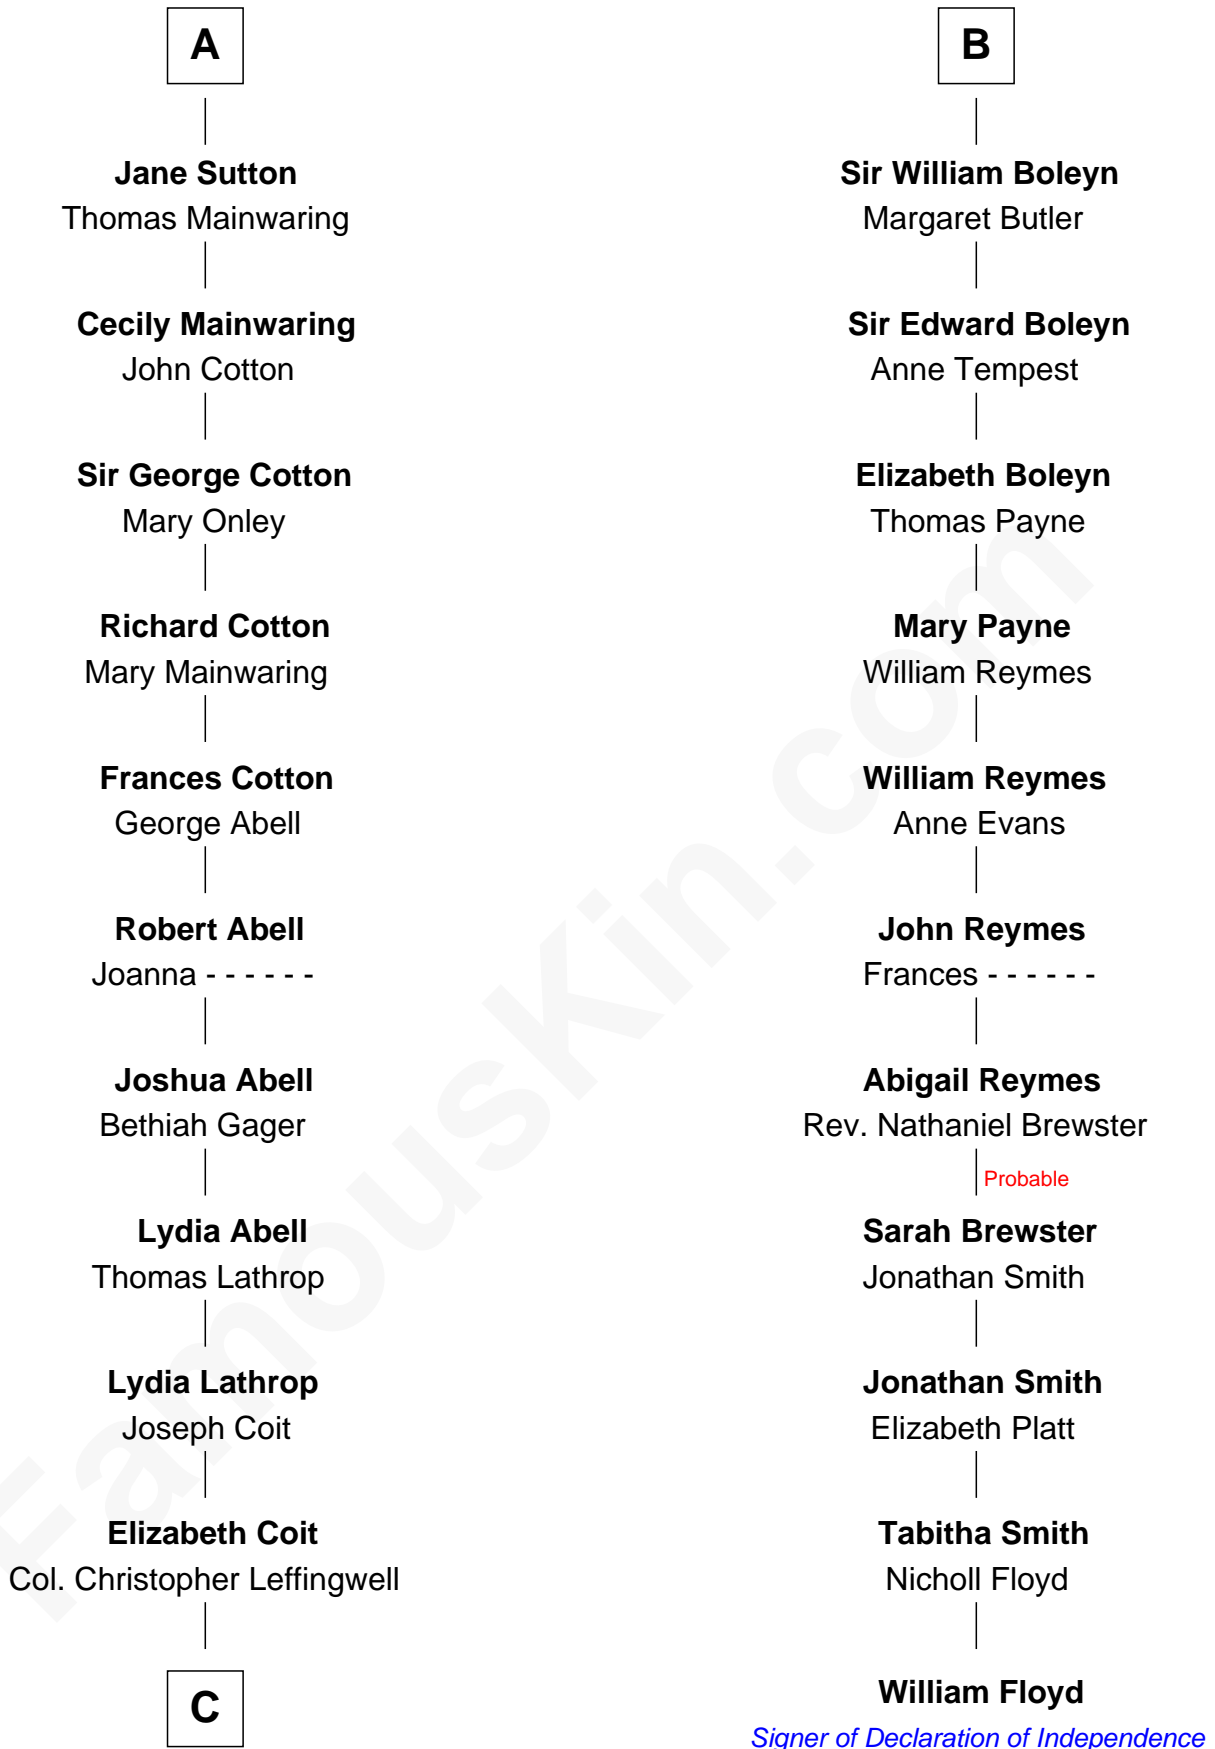 A
Jane Sutton
Thomas Mainwaring
Cecily Mainwaring
John Cotton
Sir George Cotton
Mary Onley
Richard Cotton
Mary Mainwaring
Frances Cotton
George Abell
Robert Abell
Joanna - - - - - -
Joshua Abell
Bethiah Gager
Lydia Abell
Thomas Lathrop
Lydia Lathrop
Joseph Coit
Elizabeth Coit
Col. Christopher Leffingwell
C
B
Sir William Boleyn
Margaret Butler
Sir Edward Boleyn
Anne Tempest
Elizabeth Boleyn
Thomas Payne
Mary Payne
William Reymes
William Reymes
Anne Evans
John Reymes
Frances - - - - - -
Abigail Reymes
Rev. Nathaniel Brewster
Probable
Sarah Brewster
Jonathan Smith
Jonathan Smith
Elizabeth Platt
Tabitha Smith
Nicholl Floyd
William Floyd
Signer of Declaration of Independence
FamousKin.com